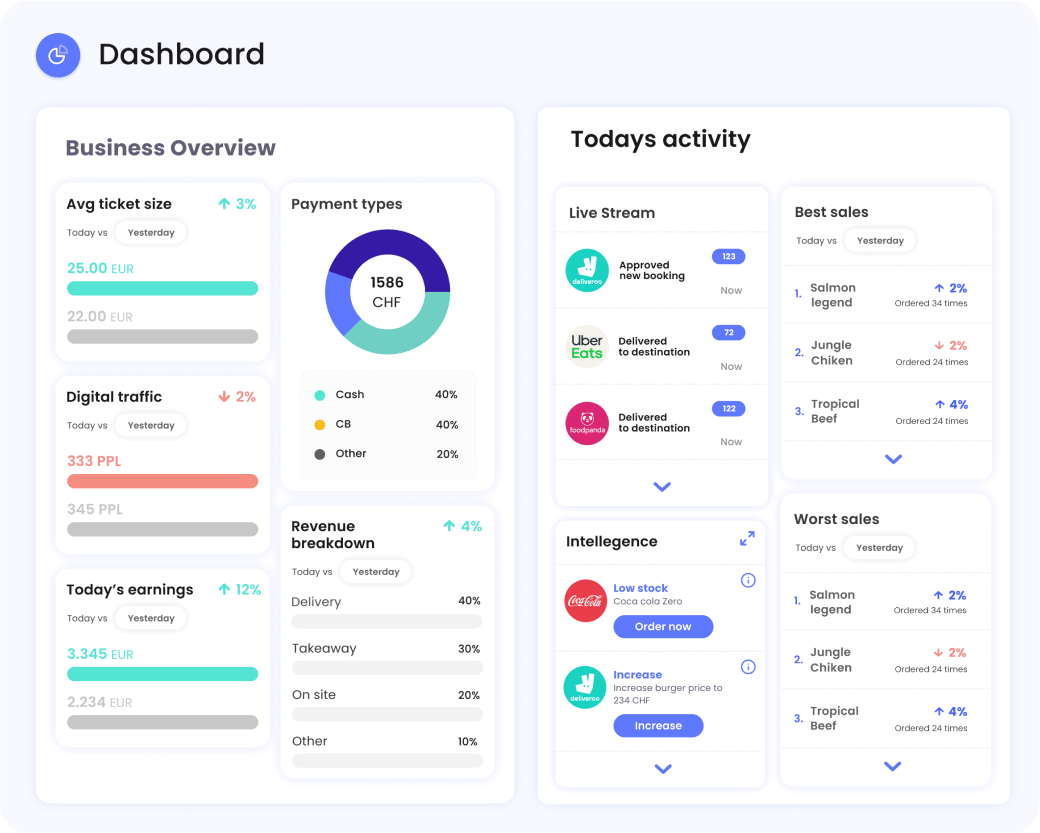 Dashboard
Business Overview
Avg ticket size
3%
Today vs
Yesterday
25.00 EUR
22.00 EUR
Digital traffic
2%
Today vs
Yesterday
333 PPL
345 PPL
Today’s earnings
12%
Today vs
Yesterday
3.345 EUR
2.234 EUR
Payment types
1586
CHF
Cash 40%
CB 40%
Other 20%
Revenue
breakdown
4%
Today vs
Yesterday
Delivery 40%
Takeaway 30%
On site 20%
Other 10%
Todays activity
Live Stream
deliveroo
Approved
new booking
123
Now
Uber
Eats
Delivered
to destination
72
Now
foodpanda
Delivered
to destination
122
Now
Intellegence
Coca-Cola
Low stock
Coca cola Zero
Order now
deliveroo
Increase
Increase burger price to
234 CHF
Increase
Best sales
Today vs
Yesterday
1. Salmon
legend
2%
Ordered 34 times
2. Jungle
Chiken
2%
Ordered 24 times
3. Tropical
Beef
4%
Ordered 24 times
Worst sales
Today vs
Yesterday
1. Salmon
legend
2%
Ordered 34 times
2. Jungle
Chiken
2%
Ordered 24 times
3. Tropical
Beef
4%
Ordered 24 times